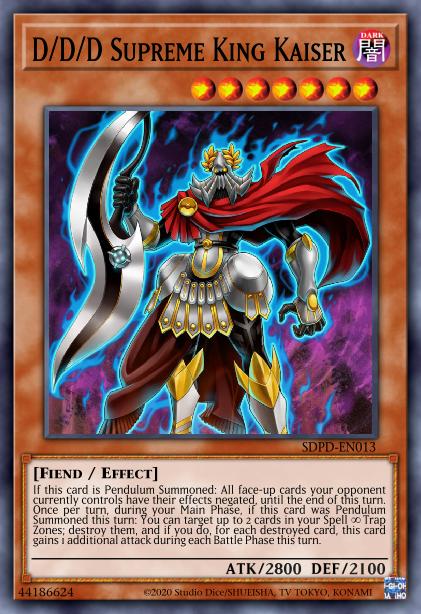 D/D/D Supreme King Kaiser
DARK
闇
SDPD-EN013
[Fiend / Effect]
If this card is Pendulum Summoned: All face-up cards your opponent
currently controls have their effects negated, until the end of this turn.
Once per turn, during your Main Phase, if this card was Pendulum
Summoned this turn: You can target up to 2 cards in your Spell & Trap
Zones; destroy them, and if you do, for each destroyed card, this card
gains 1 additional attack during each Battle Phase this turn.
ATK/2800 DEF/2100
44186624
©2020 Studio Dice/SHUEISHA, TV TOKYO, KONAMI